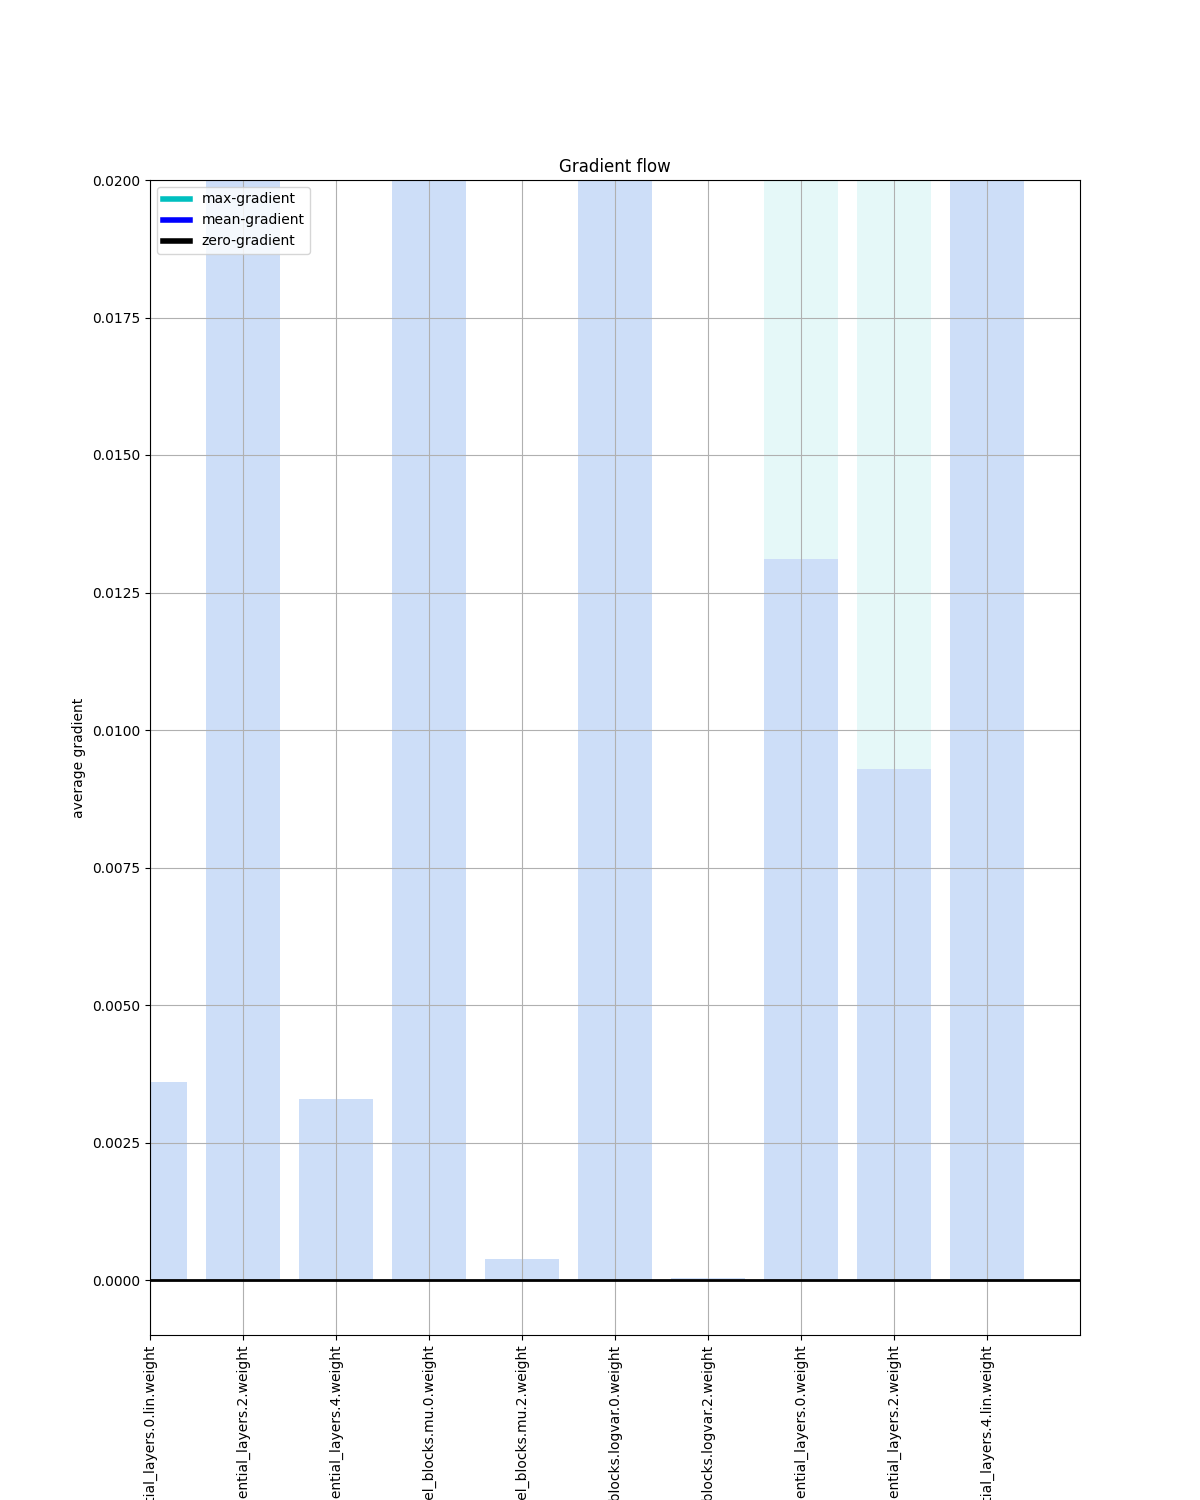 Gradient flow
max-gradient
mean-gradient
zero-gradient
0.0200
0.0175
0.0150
0.0125
0.0100
0.0075
0.0050
0.0025
0.0000
average gradient
tial_layers.0.lin.weight
ential_layers.2.weight
ential_layers.4.weight
el_blocks.mu.0.weight
el_blocks.mu.2.weight
blocks.logvar.0.weight
blocks.logvar.2.weight
ential_layers.0.weight
ential_layers.2.weight
tial_layers.4.lin.weight